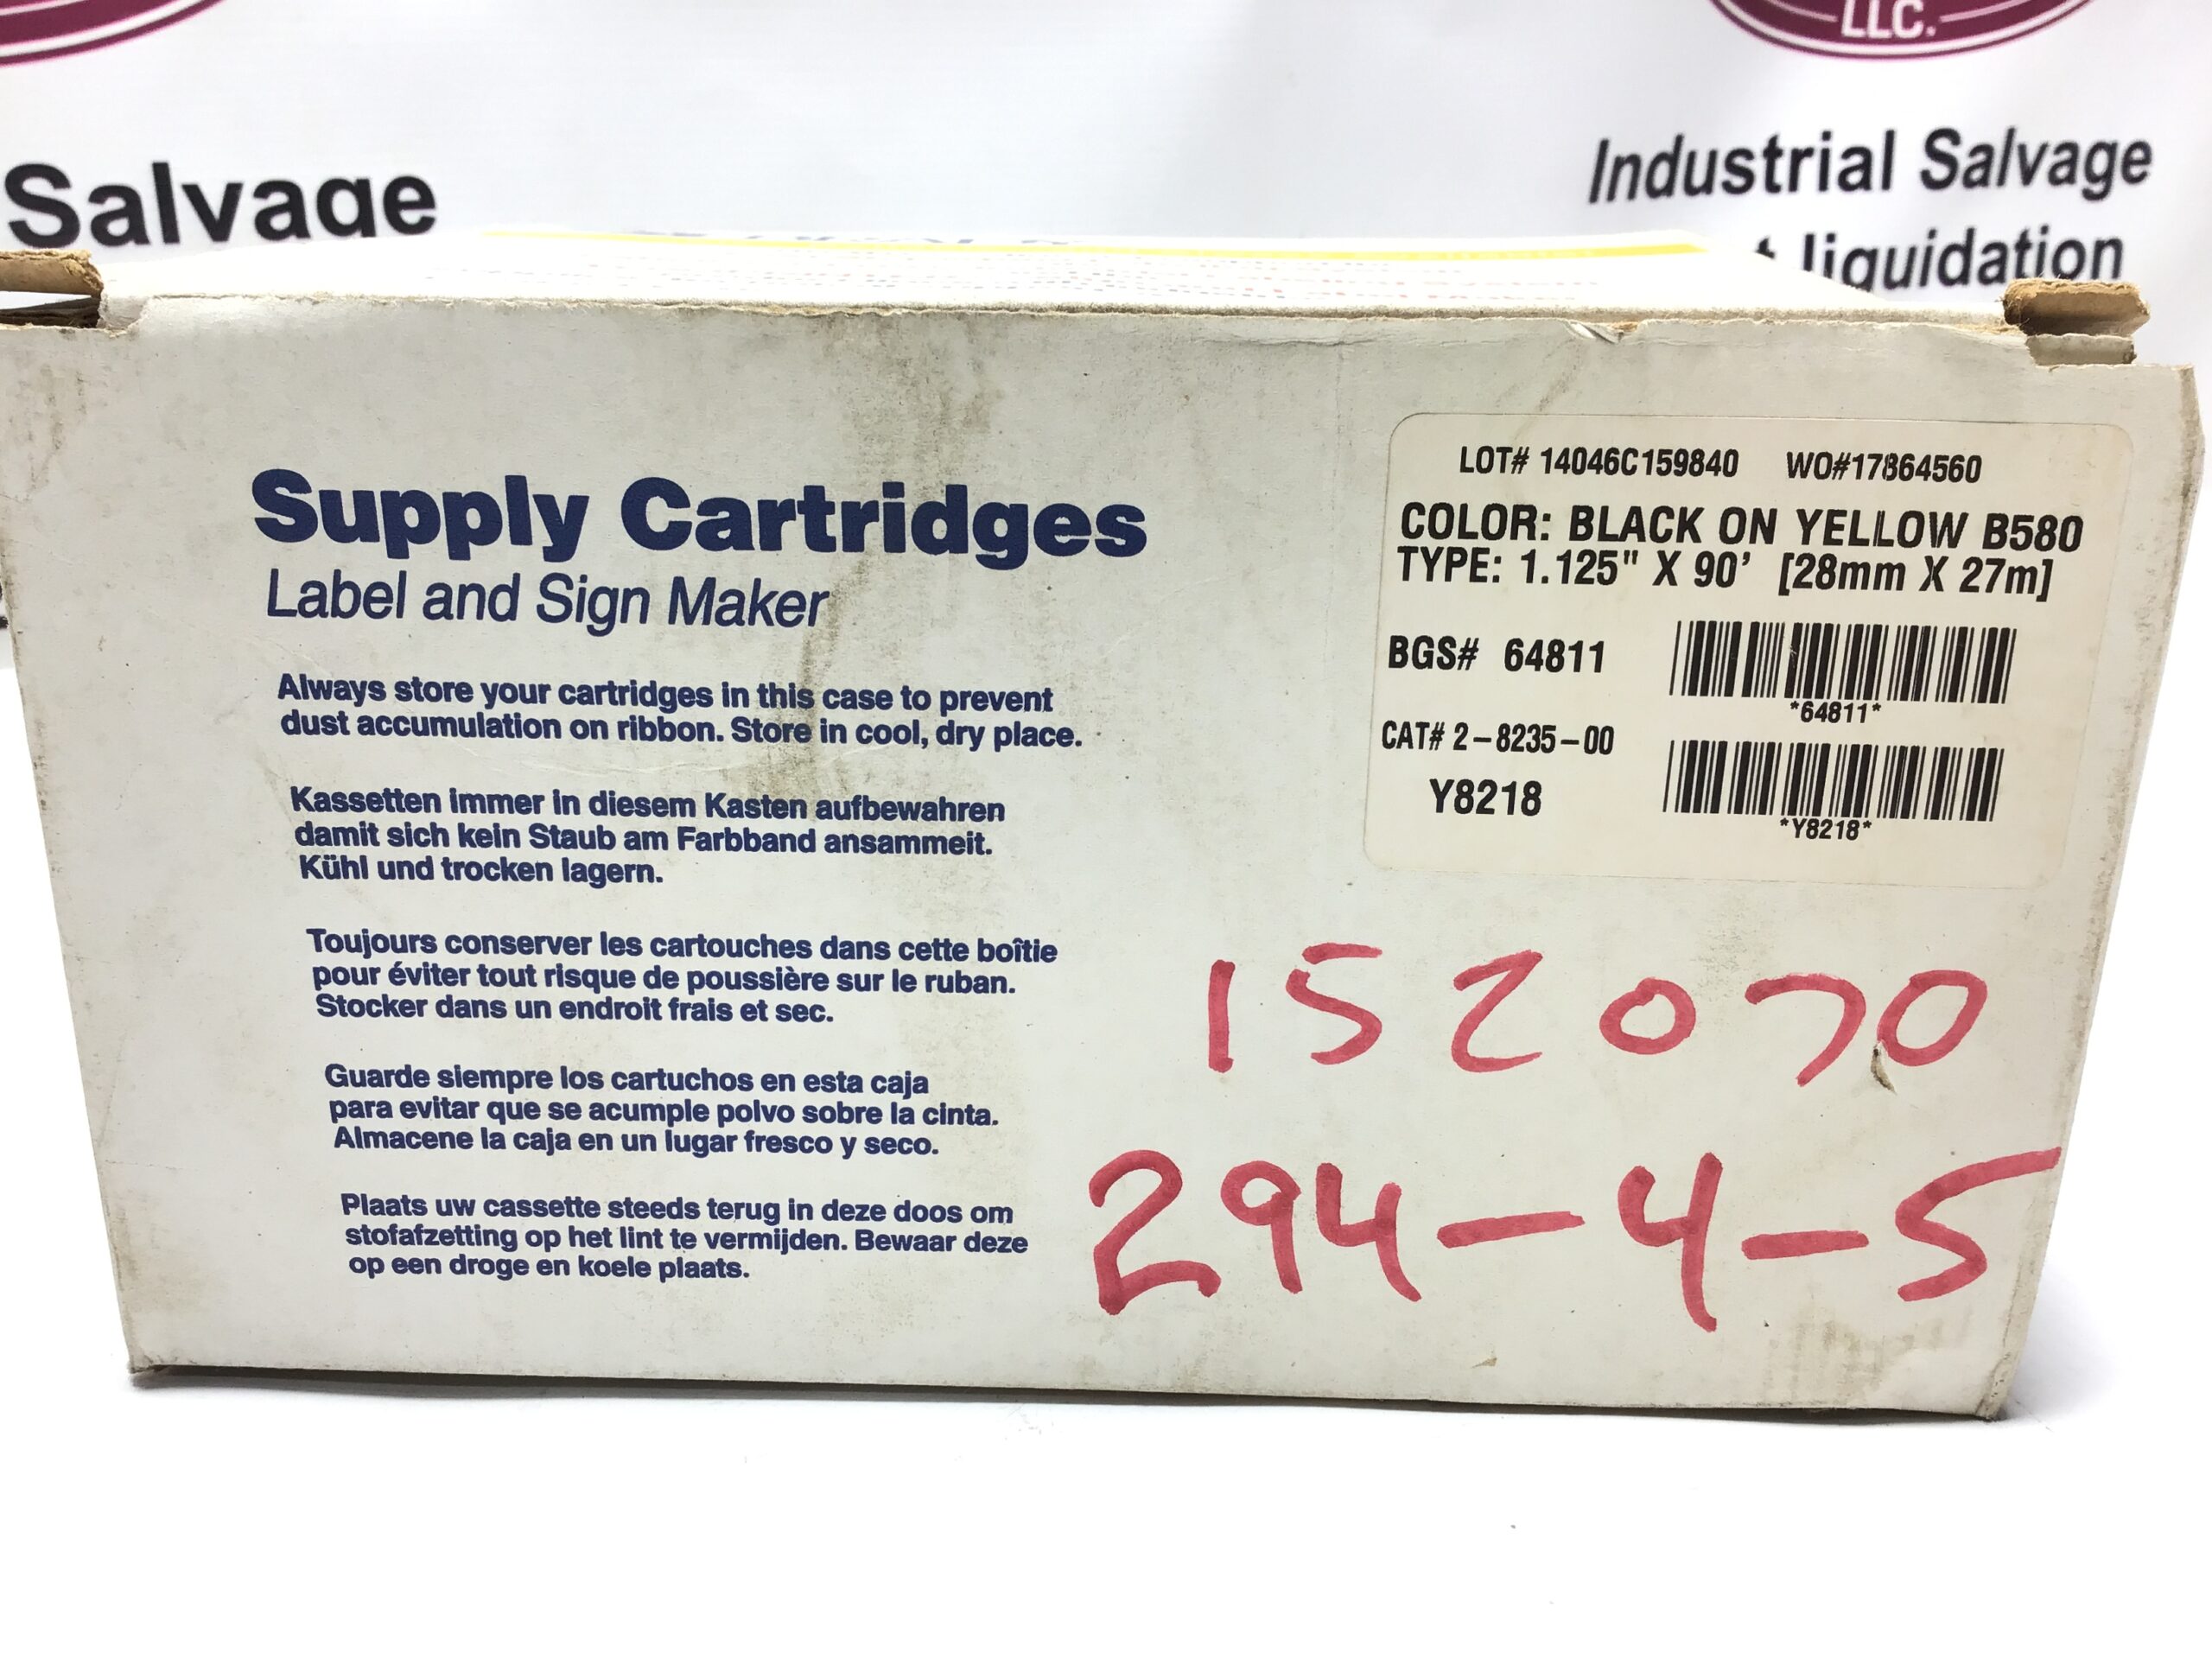 LLC.
Salvage
Industrial Salvage
liquidation
Supply Cartridges
Label and Sign Maker
Always store your cartridges in this case to prevent
dust accumulation on ribbon. Store in cool, dry place.
Kassetten immer in diesem Kasten aufbewahren
damit sich kein Staub am Farbband ansammeit.
Kühl und trocken lagern.
Toujours conserver les cartouches dans cette boîtie
pour éviter tout risque de poussière sur le ruban.
Stocker dans un endroit frais et sec.
Guarde siempre los cartuchos en esta caja
para evitar que se acumple polvo sobre la cinta.
Almacene la caja en un lugar fresco y seco.
Plaats uw cassette steeds terug in deze doos om
stofafzetting op het lint te vermijden. Bewaar deze
op een droge en koele plaats.
LOT# 14046C159840 WO#17864560
COLOR: BLACK ON YELLOW B580
TYPE: 1.125" X 90' [28mm X 27m]
BGS# 64811
*64811*
CAT# 2-8235-00
Y8218
*Y8218*
152070
294-4-5